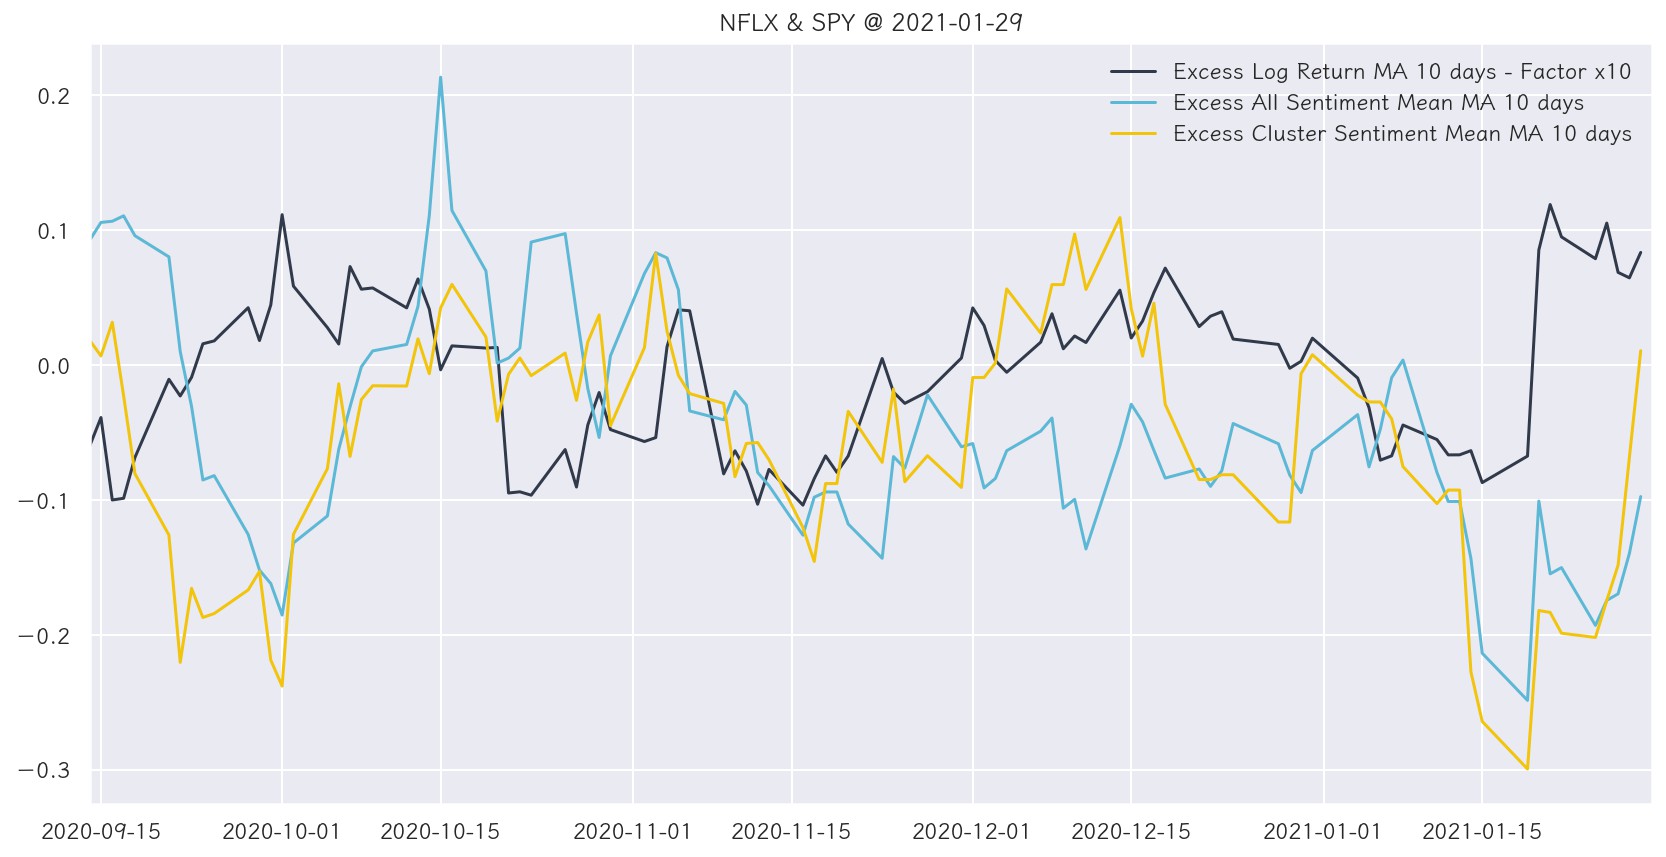 NFLX & SPY @ 2021-01-29
Excess Log Return MA 10 days - Factor x10
Excess All Sentiment Mean MA 10 days
Excess Cluster Sentiment Mean MA 10 days
0.2
0.1
0.0
−0.1
−0.2
−0.3
2020-09-15 2020-10-01 2020-10-15 2020-11-01 2020-11-15 2020-12-01 2020-12-15 2021-01-01 2021-01-15